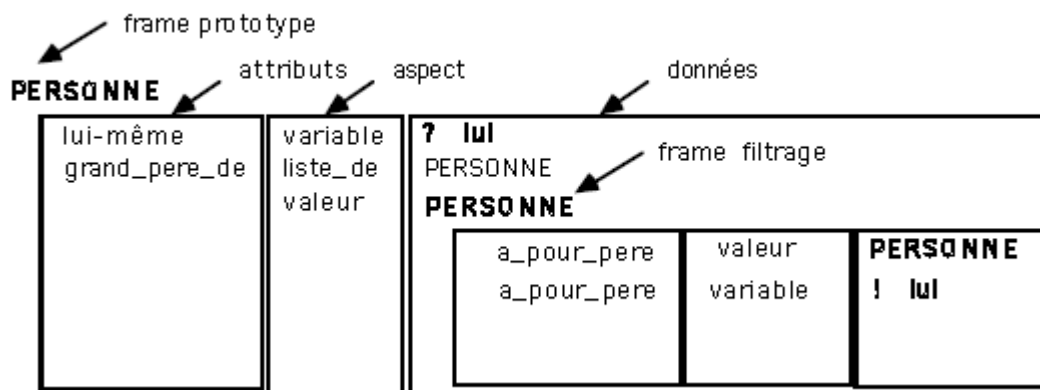 frame prototype
attributs aspect données
PERSONNE
lui-même variable ? lui
frame filtrage
grand_pere_de liste_de PERSONNE
valeur PERSONNE
a_pour_pere valeur PERSONNE
a_pour_pere variable ! lui